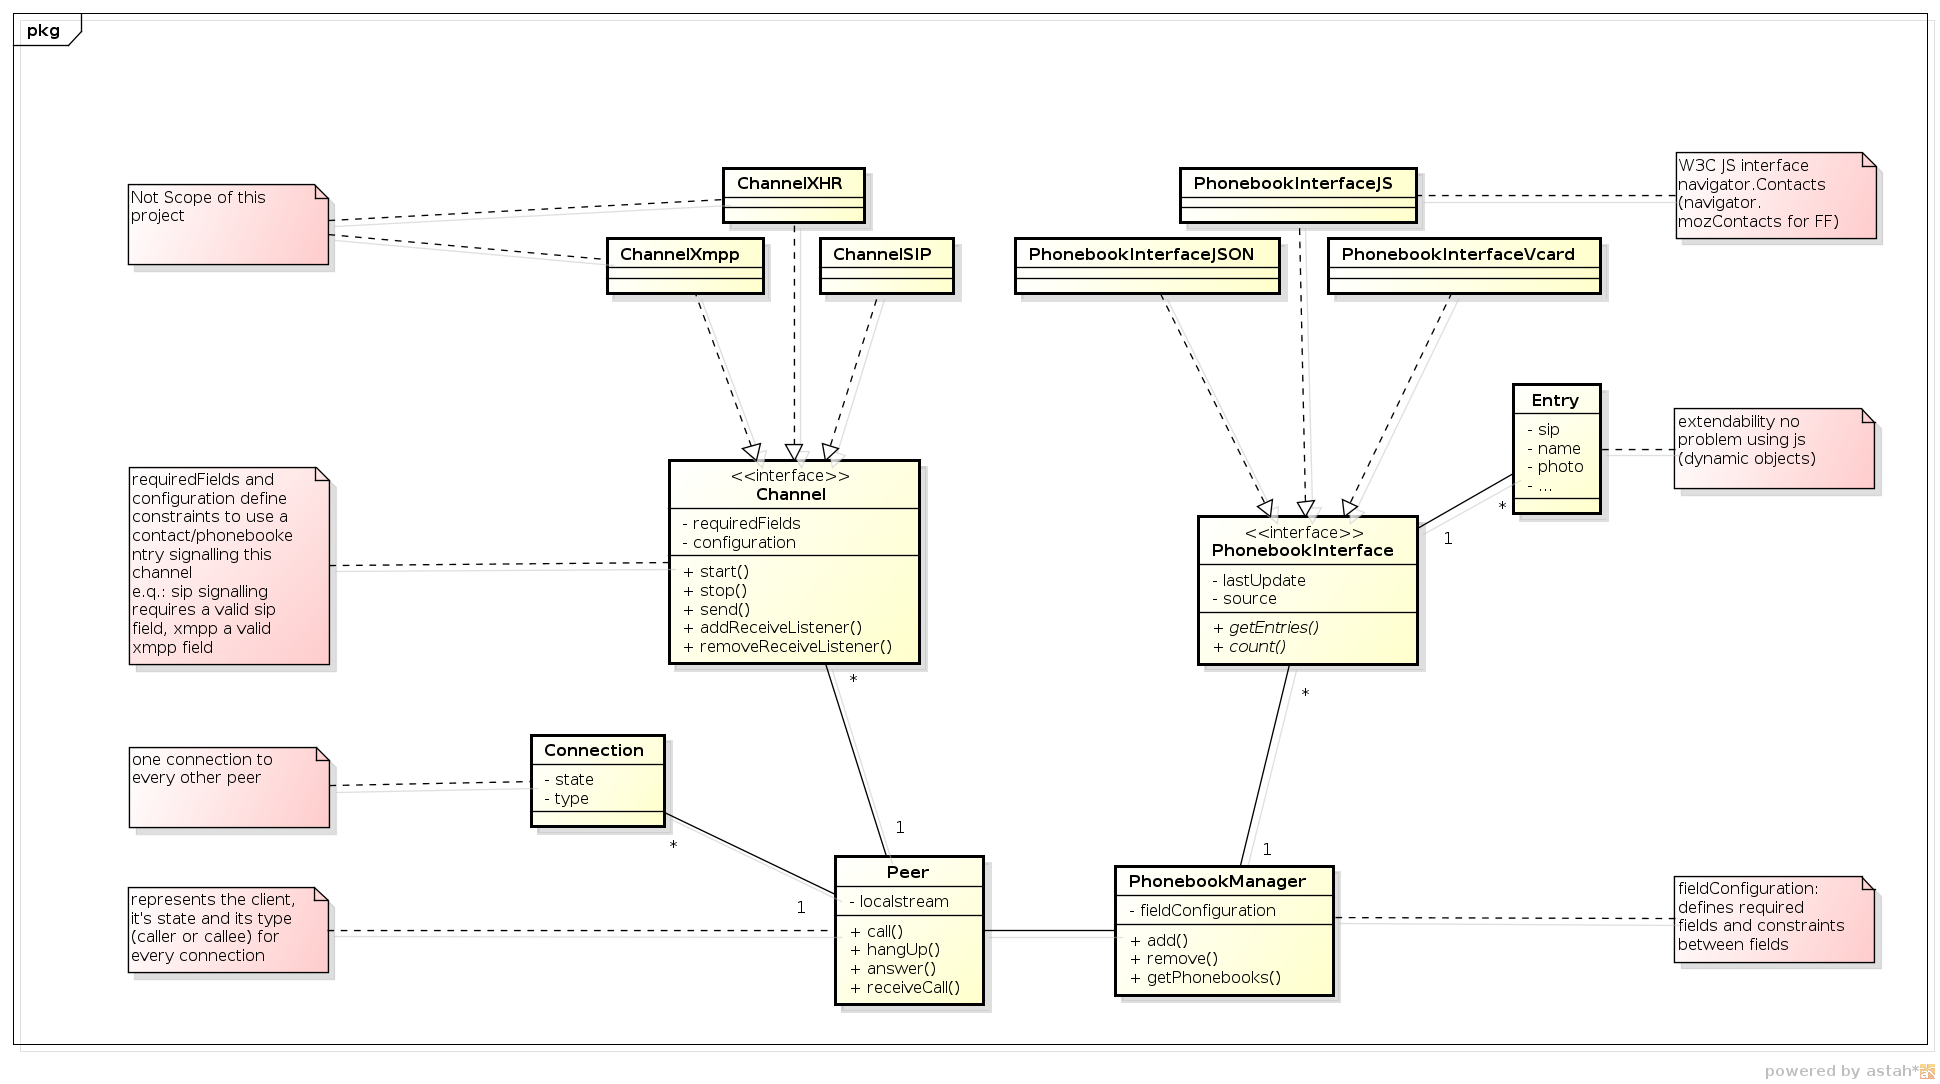 pkg
Not Scope of this
project
ChannelXHR
ChannelXmpp
ChannelSIP
PhonebookInterfaceJS
PhonebookInterfaceJSON
PhonebookInterfaceVcard
W3C JS interface
navigator.Contacts
(navigator.
mozContacts for FF)
requiredFields and
configuration define
constraints to use a
contact/phonebooke
ntry signalling this
channel
e.q.: sip signalling
requires a valid sip
field, xmpp a valid
xmpp field
<<interface>>
Channel
- requiredFields
- configuration
+ start()
+ stop()
+ send()
+ addReceiveListener()
+ removeReceiveListener()
*
1
<<interface>>
PhonebookInterface
- lastUpdate
- source
+ getEntries()
+ count()
*
1
Entry
- sip
- name
- photo
- ...
*
1
extendability no
problem using js
(dynamic objects)
one connection to
every other peer
Connection
- state
- type
*
1
represents the client,
it's state and its type
(caller or callee) for
every connection
Peer
- localstream
+ call()
+ hangUp()
+ answer()
+ receiveCall()
PhonebookManager
- fieldConfiguration
+ add()
+ remove()
+ getPhonebooks()
fieldConfiguration:
defines required
fields and constraints
between fields
powered by astah*